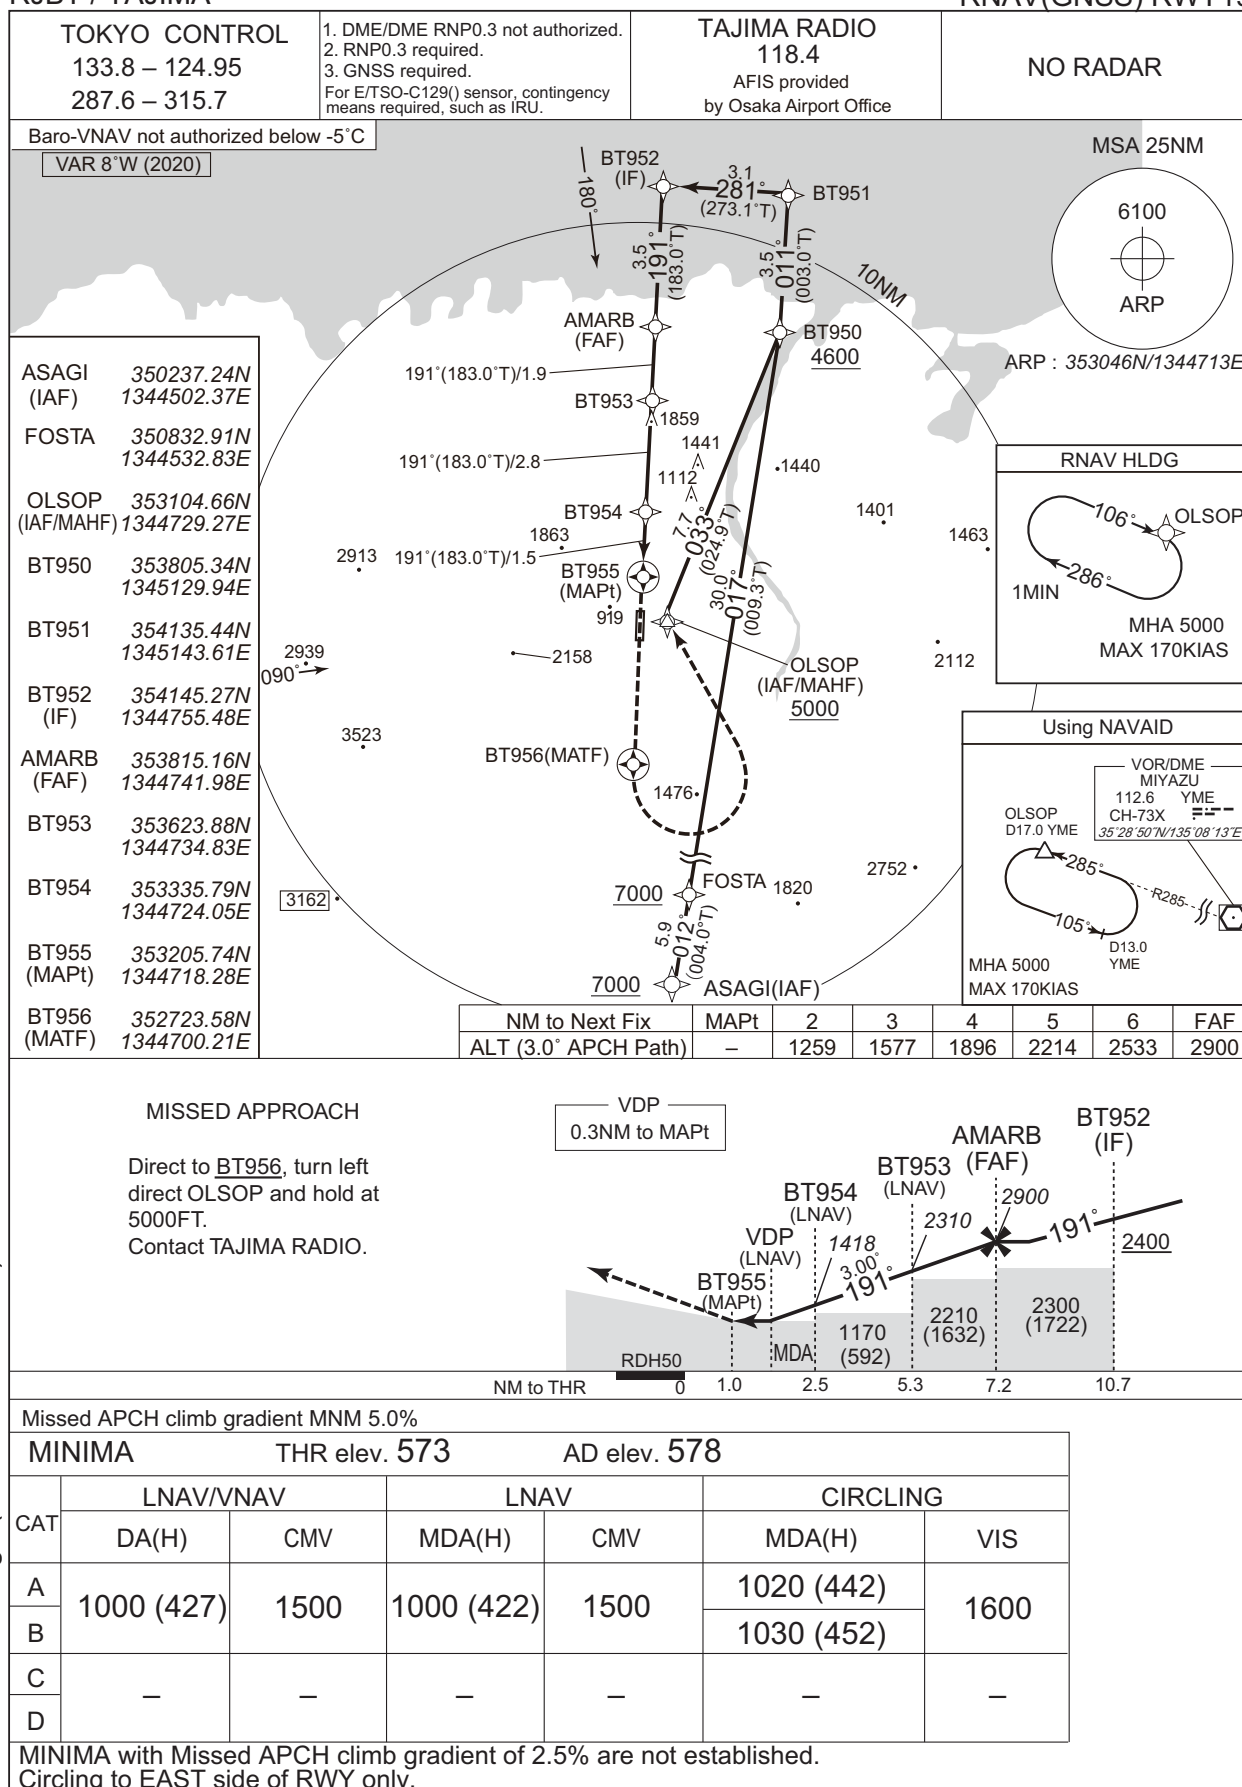 TOKYO CONTROL
133.8 – 124.95
287.6 – 315.7
1. DME/DME RNP0.3 not authorized.
2. RNP0.3 required.
3. GNSS required.
For E/TSO-C129() sensor, contingency
means required, such as IRU.
TAJIMA RADIO
118.4
AFIS provided
by Osaka Airport Office
NO RADAR
Baro-VNAV not authorized below -5˚C
VAR 8˚W (2020)
MSA 25NM
6100
ARP
ARP : 353046N/1344713E
180˚
BT952
(IF)
3.1
281˚
(273.1˚T)
BT951
3.5
191˚
(183.0˚T)
3.5
011˚
(003.0˚T)
10NM
AMARB
(FAF)
BT950
4600
191˚(183.0˚T)/1.9
BT953
1859
1441
191˚(183.0˚T)/2.8
1112
1440
BT954
1401
1863
1463
2913
191˚(183.0˚T)/1.5
7.7
033˚
(024.9˚T)
30.0
017˚
(009.3˚T)
BT955
(MAPt)
919
2939
090˚
2158
OLSOP
(IAF/MAHF)
5000
2112
3523
BT956(MATF)
1476
2752
FOSTA
7000
1820
3162
5.9
012˚
(004.0˚T)
7000
ASAGI(IAF)
ASAGI 350237.24N
(IAF) 1344502.37E
FOSTA 350832.91N
1344532.83E
OLSOP 353104.66N
(IAF/MAHF) 1344729.27E
BT950 353805.34N
1345129.94E
BT951 354135.44N
1345143.61E
BT952 354145.27N
(IF) 1344755.48E
AMARB 353815.16N
(FAF) 1344741.98E
BT953 353623.88N
1344734.83E
BT954 353335.79N
1344724.05E
BT955 353205.74N
(MAPt) 1344718.28E
BT956 352723.58N
(MATF) 1344700.21E
RNAV HLDG
106˚
OLSOP
286˚
1MIN
MHA 5000
MAX 170KIAS
Using NAVAID
VOR/DME
MIYAZU
112.6 YME
CH-73X
35˚28´50˝N/135˚08´13˝E
OLSOP
D17.0 YME
285˚
R285
105˚
D13.0
YME
MHA 5000
MAX 170KIAS
NM to Next Fix MAPt 2 3 4 5 6 FAF
ALT (3.0˚ APCH Path) – 1259 1577 1896 2214 2533 2900
MISSED APPROACH
Direct to BT956, turn left
direct OLSOP and hold at
5000FT.
Contact TAJIMA RADIO.
VDP
0.3NM to MAPt
BT952
(IF)
AMARB
(FAF)
BT953
(LNAV)
BT954
(LNAV)
VDP
(LNAV)
BT955
(MAPt)
2900
2310
1418
3.00˚
191˚
191˚
2400
2300
(1722)
2210
(1632)
1170
(592)
MDA
RDH50
NM to THR 0 1.0 2.5 5.3 7.2 10.7
Missed APCH climb gradient MNM 5.0%
MINIMA THR elev. 573 AD elev. 578
CAT LNAV/VNAV LNAV CIRCLING
DA(H) CMV MDA(H) CMV MDA(H) VIS
A 1000 (427) 1500 1000 (422) 1500 1020 (442) 1600
B 1030 (452)
C – – – – – –
D
MINIMA with Missed APCH climb gradient of 2.5% are not established.
Circling to EAST side of RWY only.